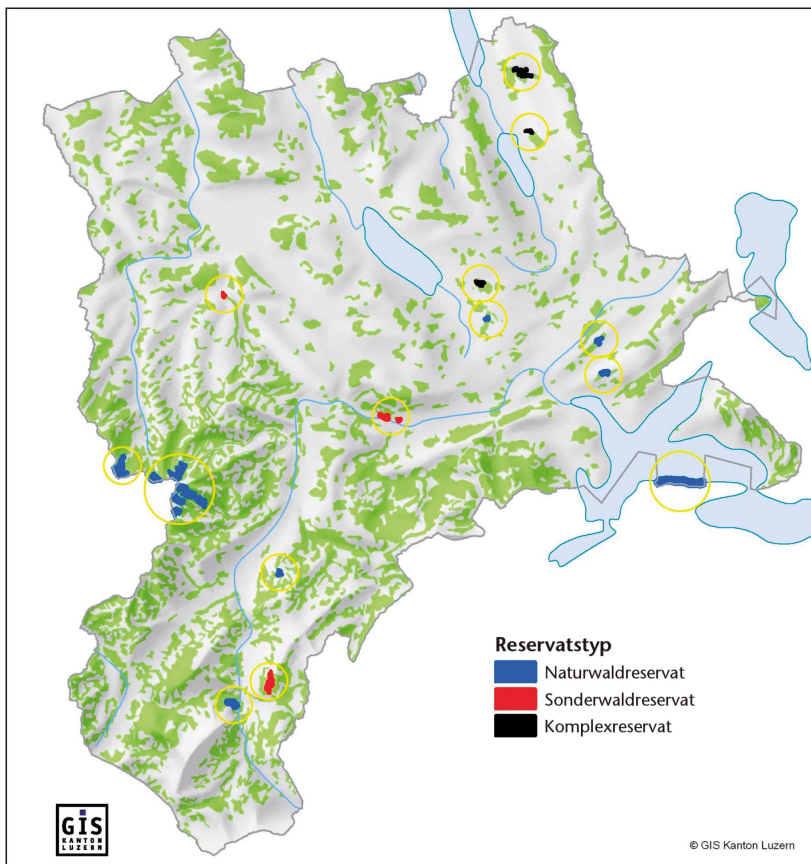 Reservatstyp
Naturwaldreservat
Sonderwaldreservat
Komplexreservat
GIS
KANTON
LUZERN
© GIS Kanton Luzern